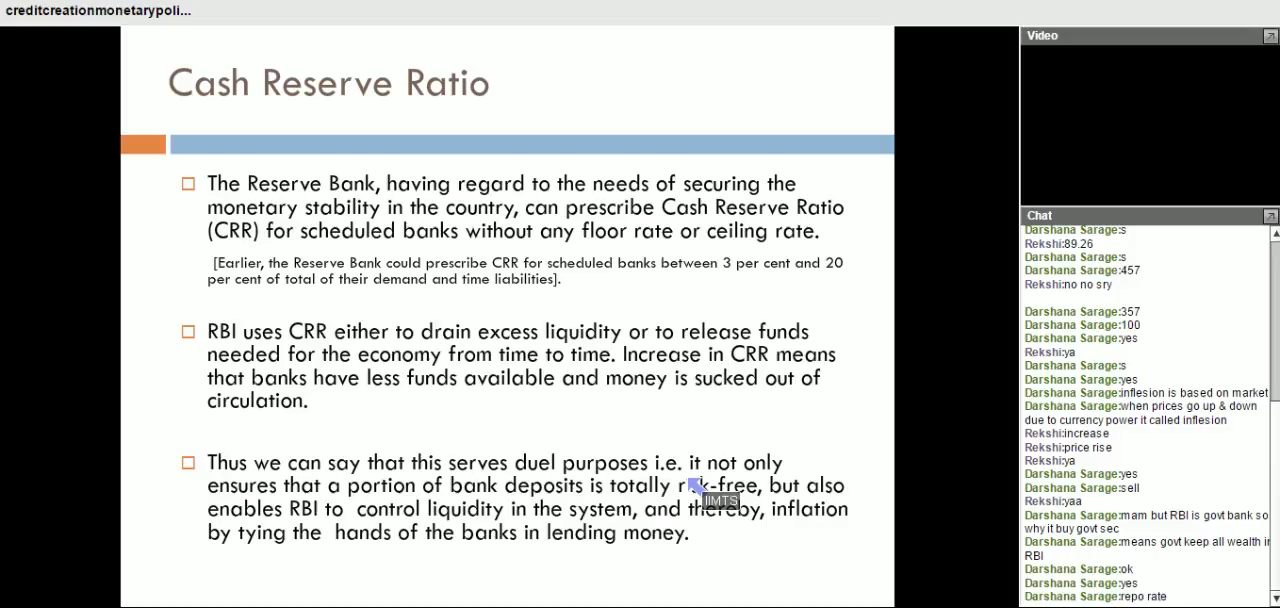 creditcreationmonetarypoli...
Cash Reserve Ratio
The Reserve Bank, having regard to the needs of securing the
monetary stability in the country, can prescribe Cash Reserve Ratio
(CRR) for scheduled banks without any floor rate or ceiling rate.
[Earlier, the Reserve Bank could prescribe CRR for scheduled banks between 3 per cent and 20
per cent of total of their demand and time liabilities].
RBI uses CRR either to drain excess liquidity or to release funds
needed for the economy from time to time. Increase in CRR means
that banks have less funds available and money is sucked out of
circulation.
Thus we can say that this serves duel purposes i.e. it not only
ensures that a portion of bank deposits is totally risk-free, but also
enables RBI to control liquidity in the system, and thereby, inflation
by tying the hands of the banks in lending money.
IIMTS
Video
Chat
Darshana Sarage:s
Rekshi:89.26
Darshana Sarage:s
Darshana Sarage:457
Rekshi:no no sry
Darshana Sarage:357
Darshana Sarage:100
Darshana Sarage:yes
Rekshi:ya
Darshana Sarage:s
Darshana Sarage:yes
Darshana Sarage:inflesion is based on market
Darshana Sarage:when prices go up & down
due to currency power it called inflesion
Rekshi:increase
Rekshi:price rise
Rekshi:ya
Darshana Sarage:yes
Darshana Sarage:sell
Rekshi:yaa
Darshana Sarage:mam but RBI is govt bank so
why it buy govt sec
Darshana Sarage:means govt keep all wealth in
RBI
Darshana Sarage:ok
Darshana Sarage:yes
Darshana Sarage:repo rate